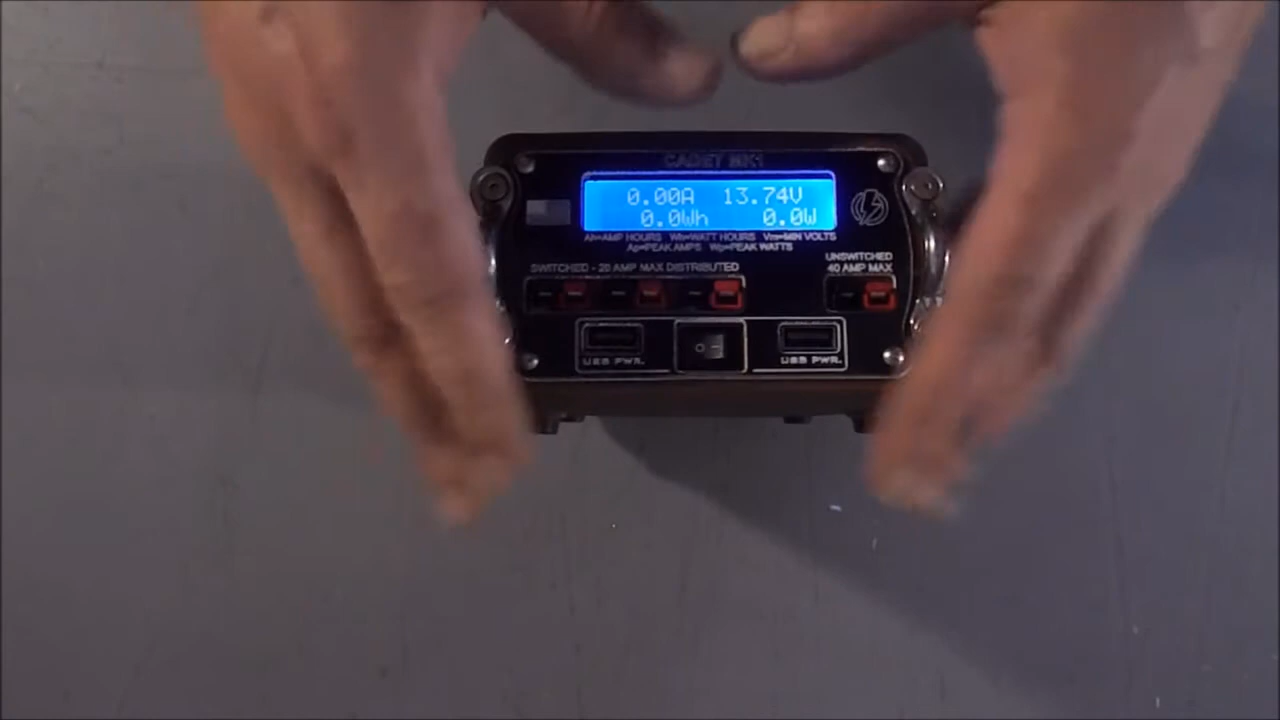 CADET MK1
0.00A 13.74V
0.0Wh 0.0W
Ah=AMP HOURS Wh=WATT HOURS Vm=MIN VOLTS
Ap=PEAK AMPS Wp=PEAK WATTS
UNSWITCHED
40 AMP MAX
SWITCHED - 20 AMP MAX DISTRIBUTED
USB PWR.
O –
USB PWR.